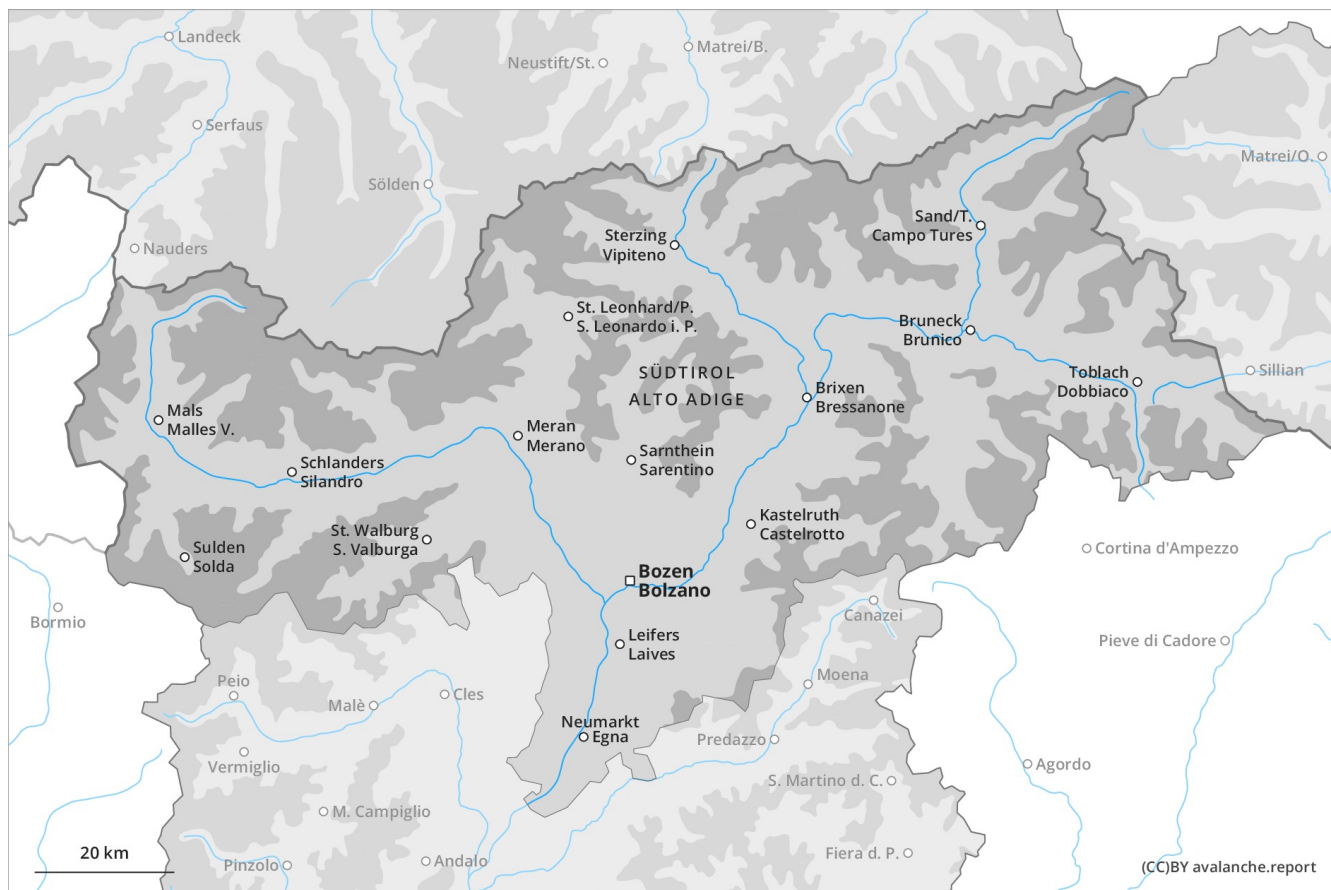 Landeck
Matrei/B.
Neustift/St.
Serfaus
Matrei/O.
Sölden
Sand/T.
Campo Tures
Sterzing
Vipiteno
Nauders
St. Leonhard/P.
S. Leonardo i. P.
Bruneck
Brunico
SÜDTIROL
ALTO ADIGE
Toblach
Dobbiaco
Sillian
Brixen
Bressanone
Mals
Malles V.
Meran
Merano
Sarnthein
Sarentino
Schlanders
Silandro
Kastelruth
Castelrotto
St. Walburg
S. Valburga
Sulden
Solda
Cortina d'Ampezzo
Bozen
Bolzano
Bormio
Canazei
Leifers
Laives
Pieve di Cadore
Moena
Peio
Malè
Cles
Neumarkt
Egna
Predazzo
Vermiglio
Agordo
S. Martino d. C.
M. Campiglio
20 km
Pinzolo
Andalo
Fiera d. P.
(CC)BY avalanche.report